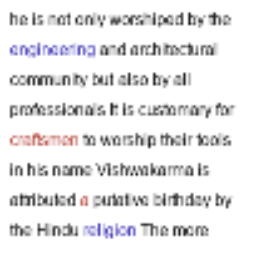 he is not only worshiped by the
engineering and architectural
community but also by all
professionals It is customary for
craftsmen to worship their tools
in his name Vishwakarma is
attributed a putative birthday by
the Hindu religion The more